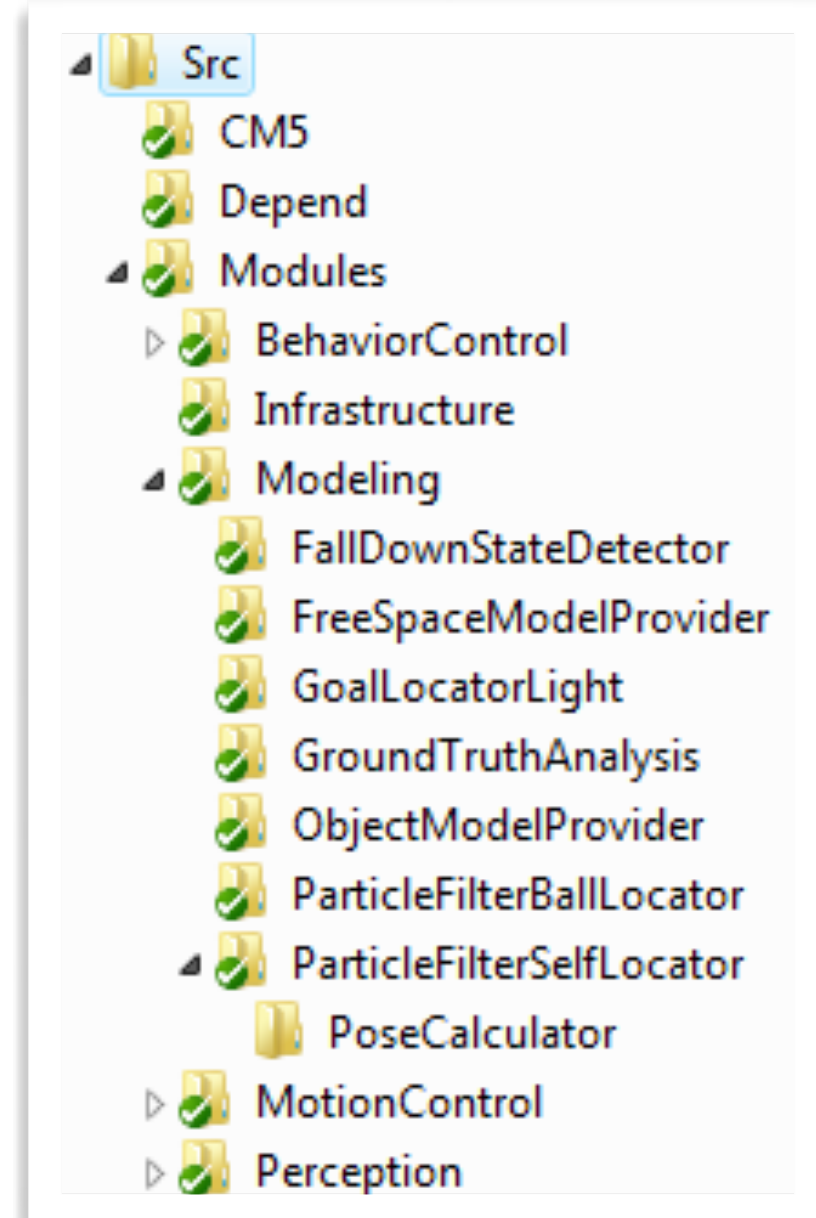 Src
CM5
Depend
Modules
BehaviorControl
Infrastructure
Modeling
FallDownStateDetector
FreeSpaceModelProvider
GoalLocatorLight
GroundTruthAnalysis
ObjectModelProvider
ParticleFilterBallLocator
ParticleFilterSelfLocator
PoseCalculator
MotionControl
Perception